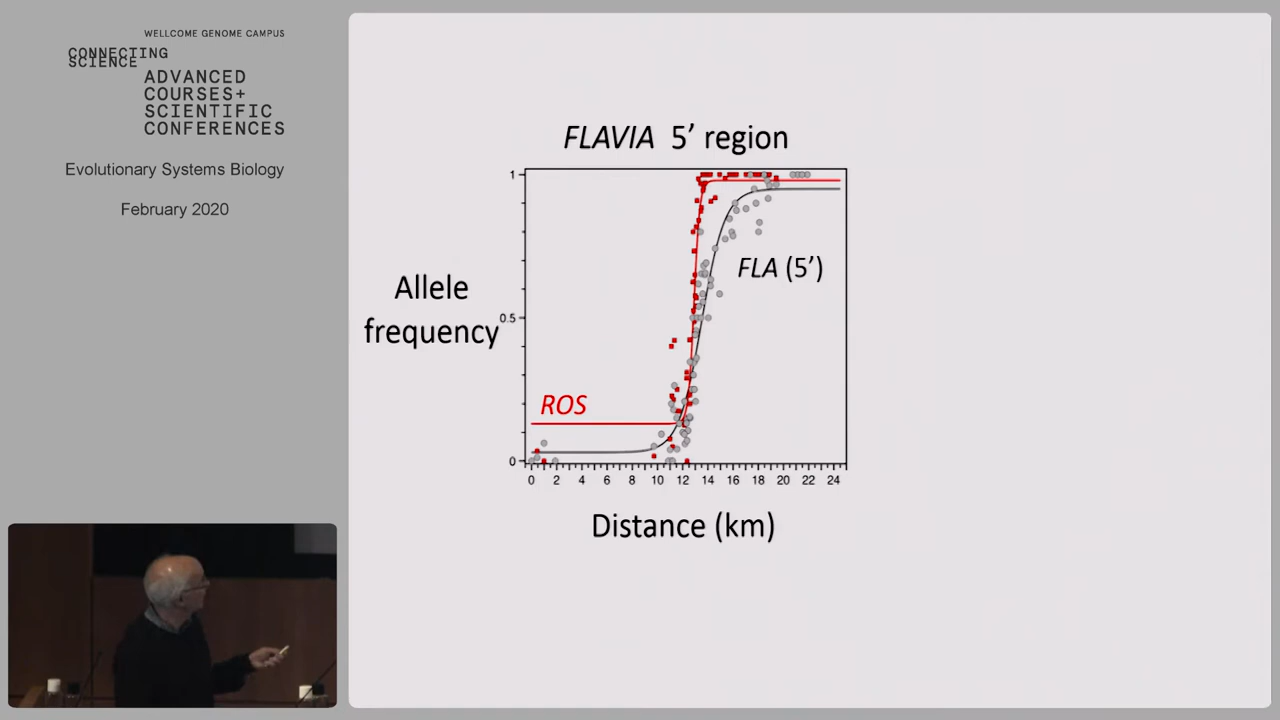 WELLCOME GENOME CAMPUS
CONNECTING
SCIENCE
ADVANCED
COURSES+
SCIENTIFIC
CONFERENCES
Evolutionary Systems Biology
February 2020
FLAVIA 5’ region
Allele
frequency
1
0.5
0
ROS
FLA (5’)
0 2 4 6 8 10 12 14 16 18 20 22 24
Distance (km)